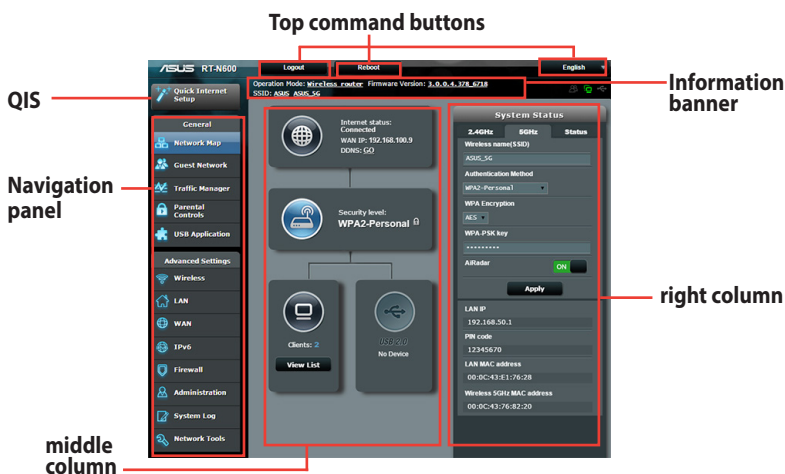 Top command buttons
ASUS RT-N600
Logout
Reboot
English
QIS
Quick Internet
Setup
Operation Mode: Wireless router Firmware Version: 3.0.0.4.378_6718
SSID: ASUS ASUS_5G
Information
banner
Navigation
panel
General
Network Map
Guest Network
Traffic Manager
Parental
Controls
USB Application
Advanced Settings
Wireless
LAN
WAN
IPv6
Firewall
Administration
System Log
Network Tools
Internet status:
Connected
WAN IP: 192.168.100.9
DDNS: GO
Security level:
WPA2-Personal
Clients: 2
View List
USB 2.0
No Device
middle
column
System Status
2.4GHz 5GHz Status
Wireless name(SSID)
ASUS_5G
Authentication Method
WPA2-Personal
WPA Encryption
AES
WPA-PSK key
•••••••••
AiRadar
ON
Apply
LAN IP
192.168.50.1
PIN code
12345670
LAN MAC address
00:0C:43:E1:76:28
Wireless 5GHz MAC address
00:0C:43:76:82:20
right column